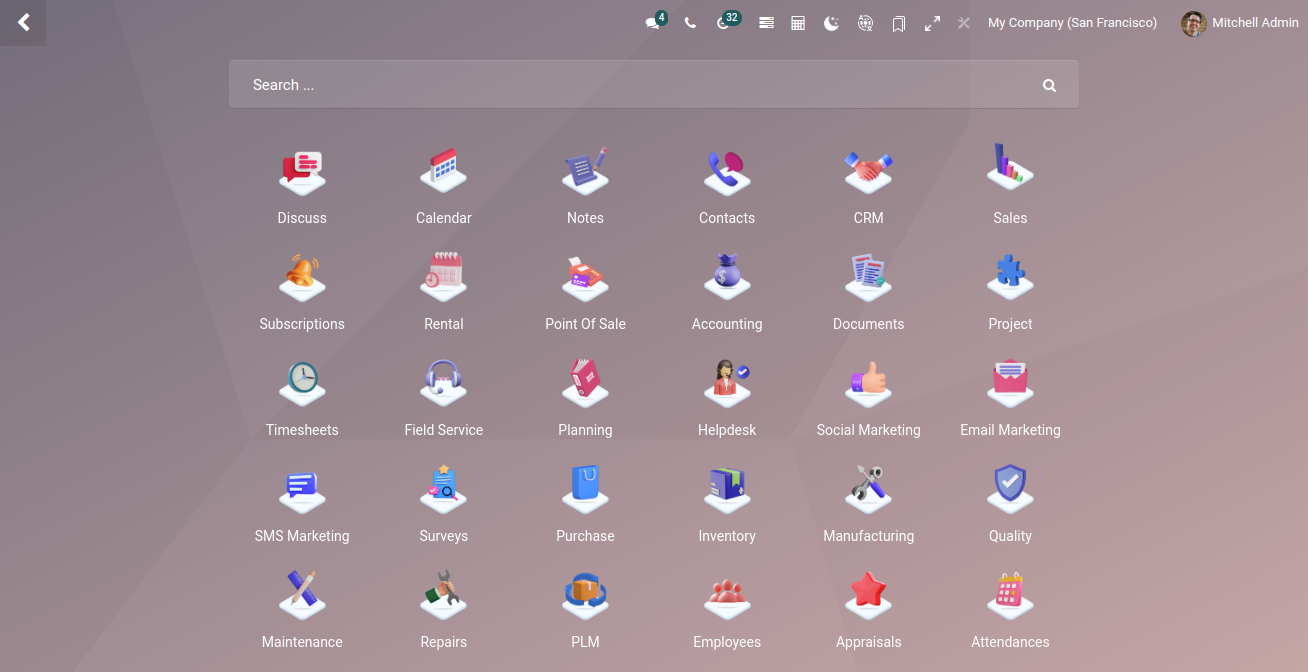 4
32
My Company (San Francisco)
Mitchell Admin
Search ...
Discuss
Calendar
Notes
Contacts
CRM
Sales
Subscriptions
Rental
Point Of Sale
Accounting
Documents
Project
Timesheets
Field Service
Planning
Helpdesk
Social Marketing
Email Marketing
SMS Marketing
Surveys
Purchase
Inventory
Manufacturing
Quality
Maintenance
Repairs
PLM
Employees
Appraisals
Attendances